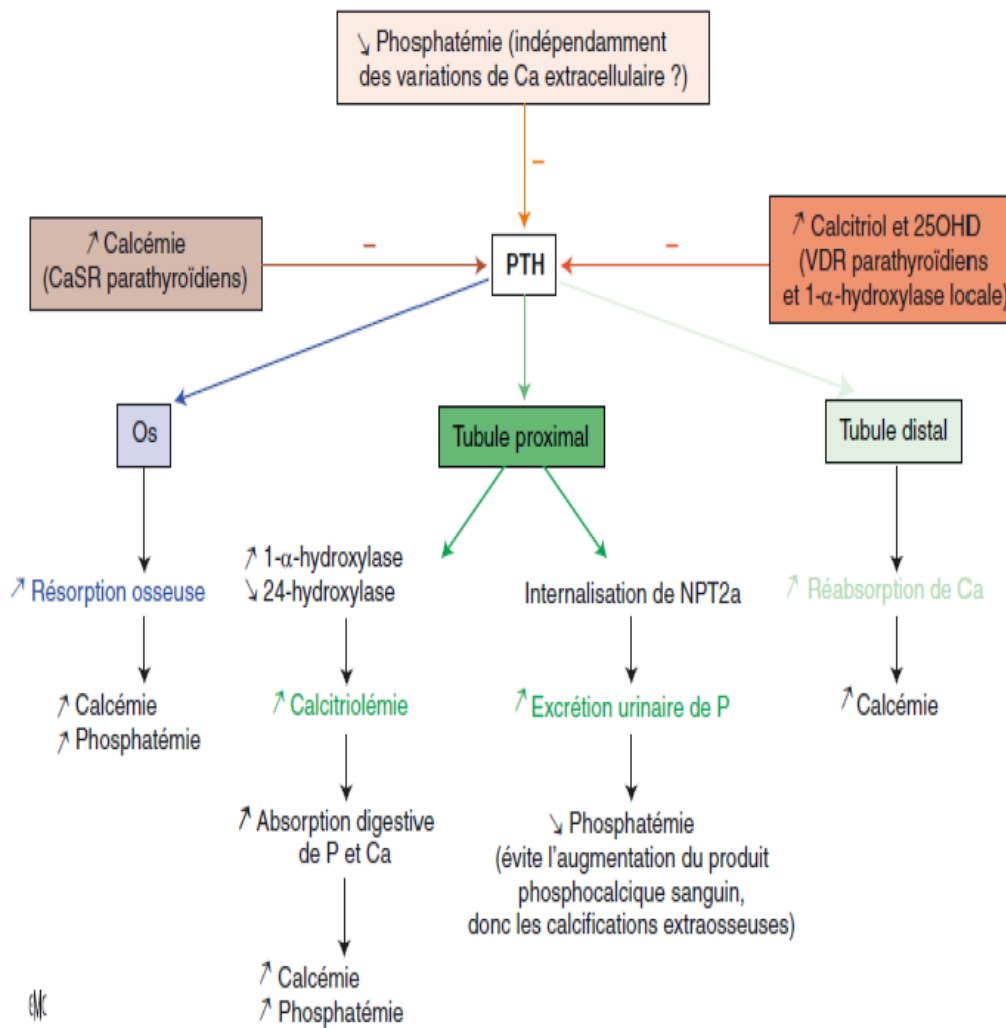 ↘ Phosphatémie (indépendamment
des variations de Ca extracellulaire ?)
–
↗ Calcémie
(CaSR parathyroïdiens)
–
PTH
–
↗ Calcitriol et 25OHD
(VDR parathyroïdiens
et 1-α-hydroxylase locale)
Os
Tubule proximal
Tubule distal
↗ Résorption osseuse
↗ 1-α-hydroxylase
↘ 24-hydroxylase
Internalisation de NPT2a
↗ Réabsorption de Ca
↗ Calcémie
↗ Phosphatémie
↗ Calcitriolémie
↗ Excrétion urinaire de P
↗ Calcémie
↗ Absorption digestive
de P et Ca
↘ Phosphatémie
(évite l'augmentation du produit
phosphocalcique sanguin,
donc les calcifications extraosseuses)
↗ Calcémie
↗ Phosphatémie
EMC